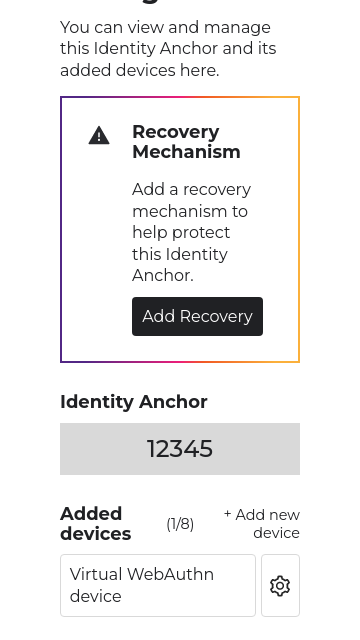 You can view and manage
this Identity Anchor and its
added devices here.
Recovery
Mechanism
Add a recovery
mechanism to
help protect
this Identity
Anchor.
Add Recovery
Identity Anchor
12345
Added
devices
(1/8)
+ Add new
device
Virtual WebAuthn
device